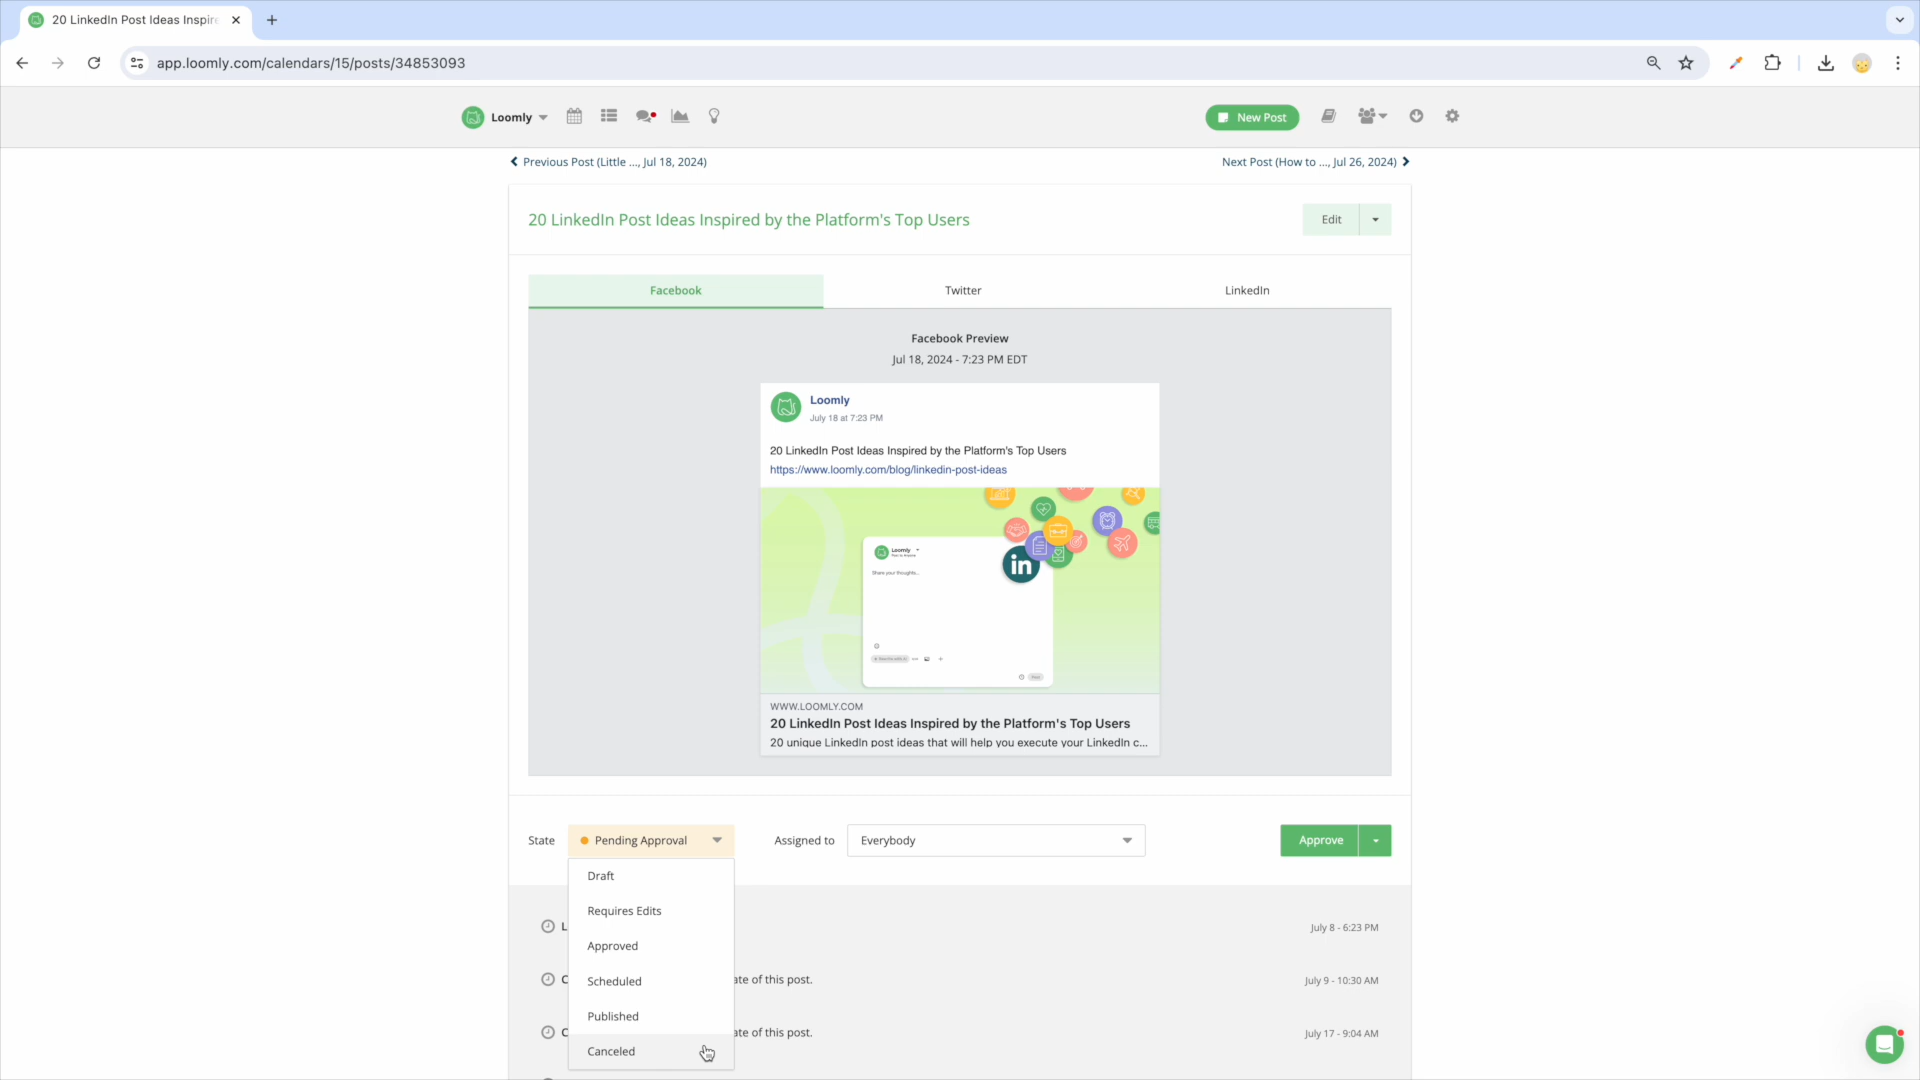 20 LinkedIn Post Ideas Inspire
app.loomly.com/calendars/15/posts/34853093
Loomly
New Post
Previous Post (Little ..., Jul 18, 2024)
Next Post (How to ..., Jul 26, 2024)
20 LinkedIn Post Ideas Inspired by the Platform's Top Users
Edit
Facebook
Twitter
LinkedIn
Facebook Preview
Jul 18, 2024 - 7:23 PM EDT
Loomly
July 18 at 7:23 PM
20 LinkedIn Post Ideas Inspired by the Platform's Top Users
https://www.loomly.com/blog/linkedin-post-ideas
in
Loomly
Share your thoughts...
WWW.LOOMLY.COM
20 LinkedIn Post Ideas Inspired by the Platform's Top Users
20 unique LinkedIn post ideas that will help you execute your LinkedIn c...
State
Pending Approval
Assigned to
Everybody
Approve
Draft
Requires Edits
Approved
Scheduled
Published
Canceled
L
July 8 - 6:23 PM
C
ate of this post.
July 9 - 10:30 AM
C
ate of this post.
July 17 - 9:04 AM